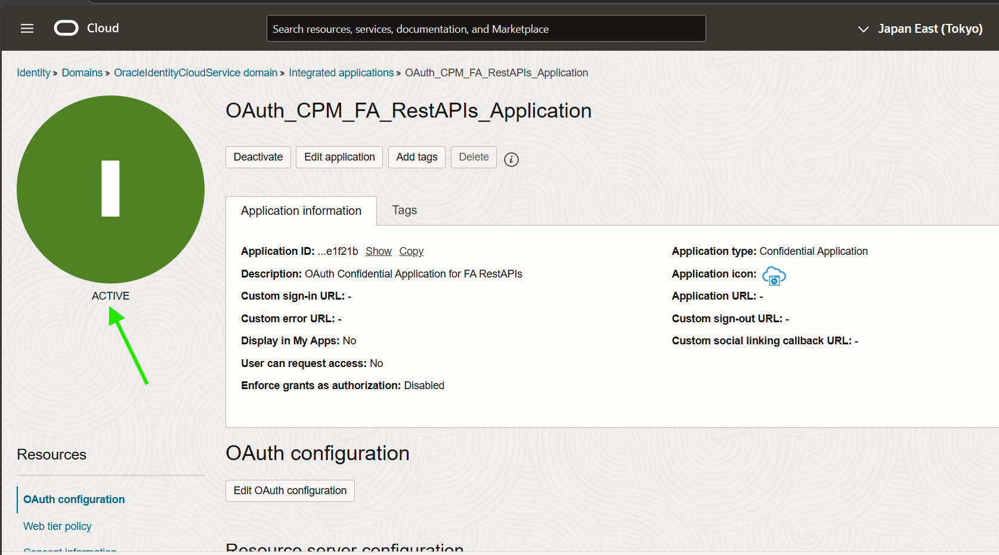 Cloud
Search resources, services, documentation, and Marketplace
Japan East (Tokyo)
Identity » Domains » OracleIdentityCloudService domain » Integrated applications » OAuth_CPM_FA_RestAPIs_Application
I
ACTIVE
OAuth_CPM_FA_RestAPIs_Application
Deactivate
Edit application
Add tags
Delete
i
Application information
Tags
Application ID: ...e1f21b Show Copy
Description: OAuth Confidential Application for FA RestAPIs
Custom sign-in URL: -
Custom error URL: -
Display in My Apps: No
User can request access: No
Enforce grants as authorization: Disabled
Application type: Confidential Application
Application icon:
Application URL: -
Custom sign-out URL: -
Custom social linking callback URL: -
Resources
OAuth configuration
Web tier policy
Consent information
OAuth configuration
Edit OAuth configuration
Resource server configuration